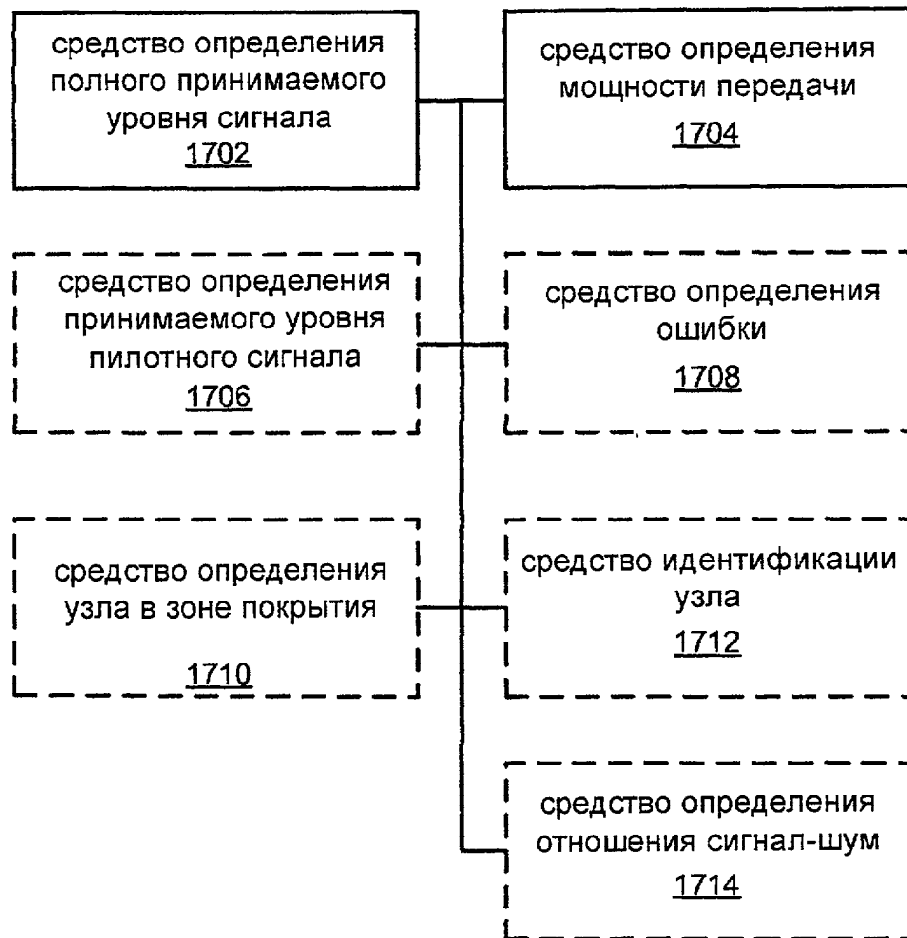 средство определения
полного принимаемого
уровня сигнала
1702
средство определения
мощности передачи
1704
средство определения
принимаемого уровня
пилотного сигнала
1706
средство определения
ошибки
1708
средство определения
узла в зоне покрытия
1710
средство идентификации
узла
1712
средство определения
отношения сигнал-шум
1714